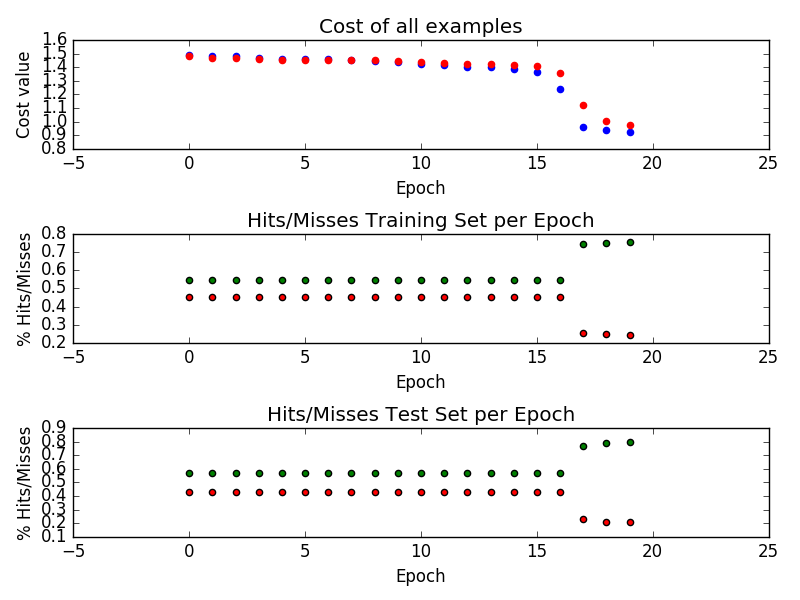 Cost of all examples
Cost value
1.6
1.5
1.4
1.3
1.2
1.1
1.0
0.9
0.8
−5 0 5 10 15 20 25
Epoch
Hits/Misses Training Set per Epoch
% Hits/Misses
0.8
0.7
0.6
0.5
0.4
0.3
0.2
−5 0 5 10 15 20 25
Epoch
Hits/Misses Test Set per Epoch
% Hits/Misses
0.9
0.8
0.7
0.6
0.5
0.4
0.3
0.2
0.1
−5 0 5 10 15 20 25
Epoch